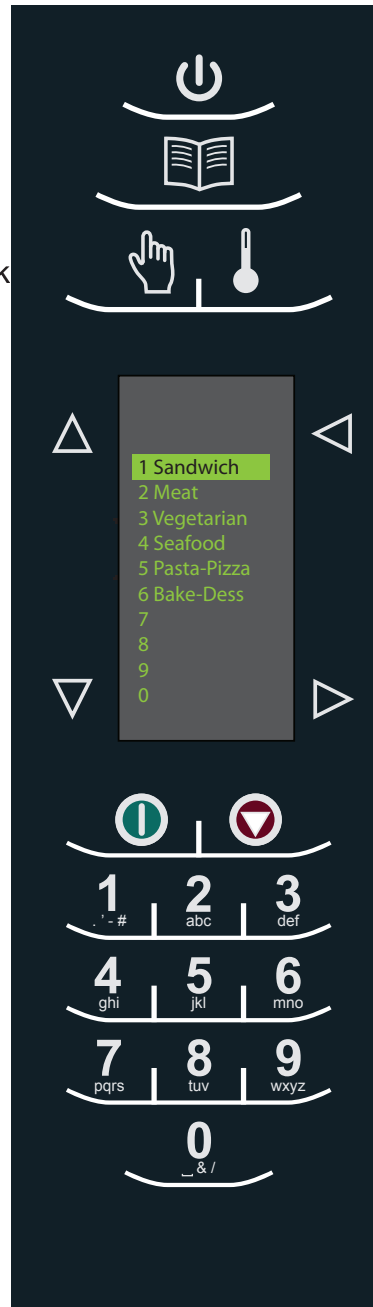 k
1 Sandwich
2 Meat
3 Vegetarian
4 Seafood
5 Pasta-Pizza
6 Bake-Dess
7
8
9
0
1 2 3
. ' - # abc def
4 5 6
ghi jkl mno
7 8 9
pqrs tuv wxyz
0
⎵ & /